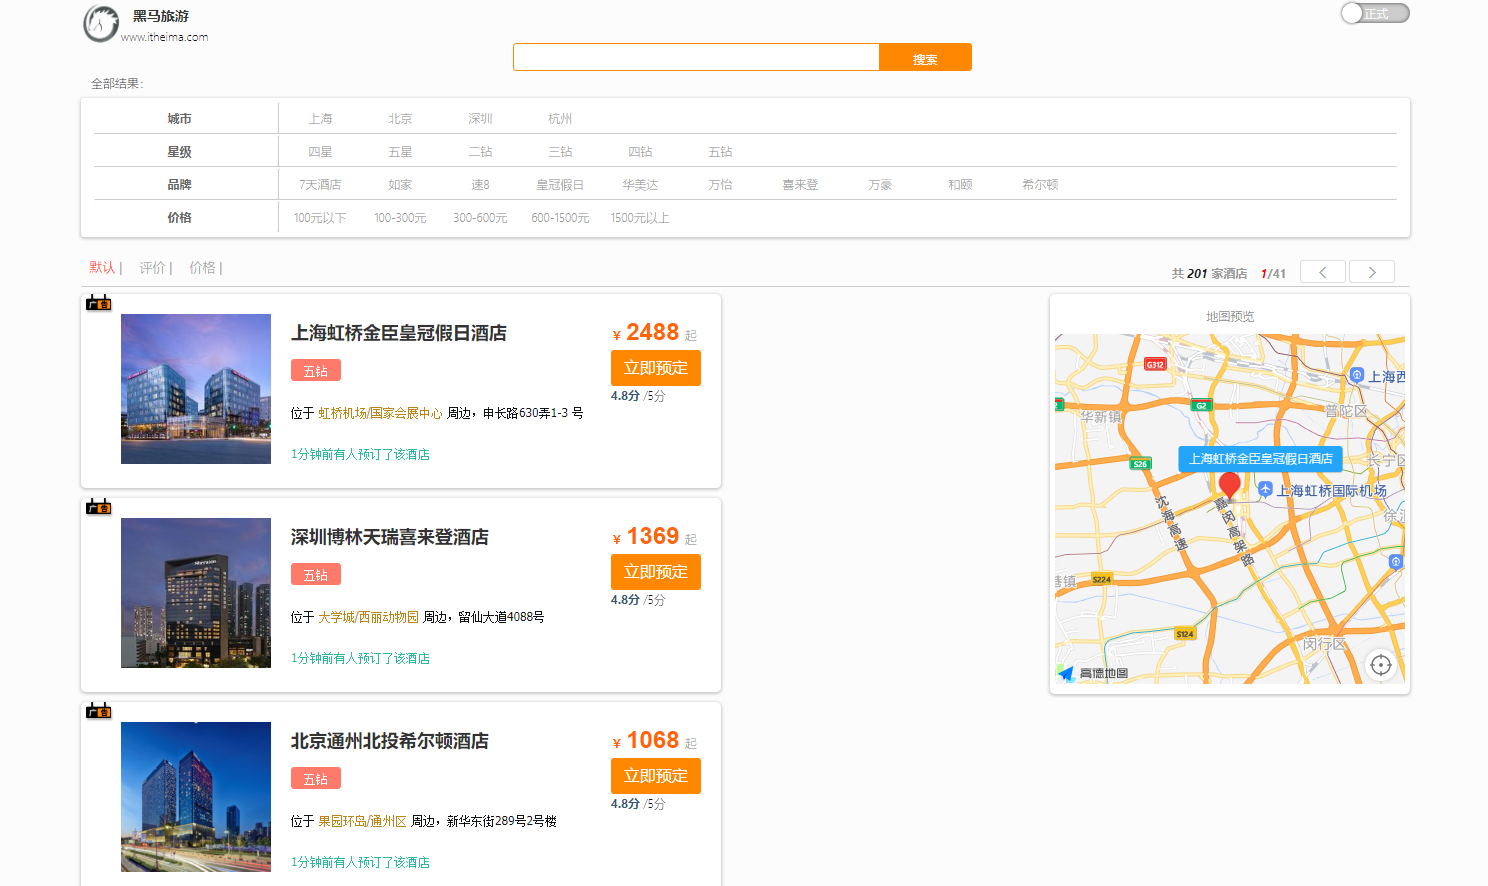 黑马旅游
www.itheima.com
正式
搜索
全部结果:
城市 上海 北京 深圳 杭州
星级 四星 五星 二钻 三钻 四钻 五钻
品牌 7天酒店 如家 速8 皇冠假日 华美达 万怡 喜来登 万豪 和颐 希尔顿
价格 100元以下 100-300元 300-600元 600-1500元 1500元以上
默认 | 评价 | 价格 |
共 201 家酒店 1/41
广告
上海虹桥金臣皇冠假日酒店
¥ 2488 起
五钻
立即预定
4.8分 /5分
位于 虹桥机场/国家会展中心 周边，申长路630弄1-3 号
1分钟前有人预订了该酒店
广告
深圳博林天瑞喜来登酒店
¥ 1369 起
五钻
立即预定
4.8分 /5分
位于 大学城/西丽动物园 周边，留仙大道4088号
1分钟前有人预订了该酒店
Sheraton
广告
北京通州北投希尔顿酒店
¥ 1068 起
五钻
立即预定
4.8分 /5分
位于 果园环岛/通州区 周边，新华东街289号2号楼
1分钟前有人预订了该酒店
地图预览
G312
上海西
G2
普陀区
华新镇
上海虹桥金臣皇冠假日酒店
长宁区
S26
上海虹桥国际机场
沈海高速
嘉闵高架路
徐汇
巷镇
S224
S124
闵行区
高德地图